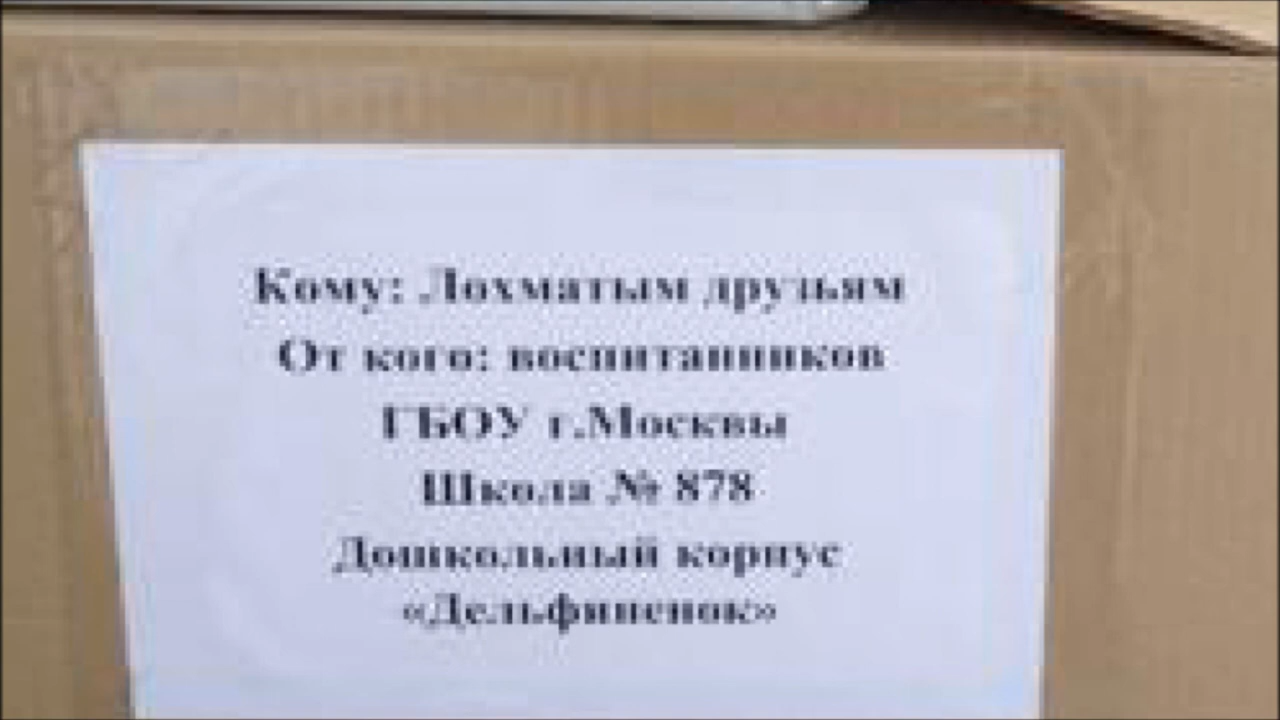 Кому: Лохматым друзьям
От кого: воспитанников
ГБОУ г.Москвы
Школа № 878
Дошкольный корпус
«Дельфиненок»